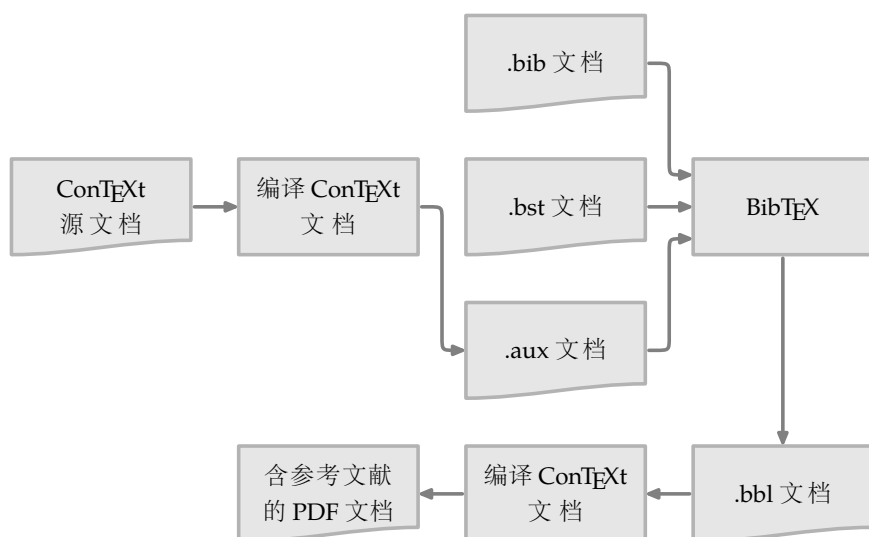 .bib 文档
ConTEXt
源文档
编译 ConTEXt
文档
.bst 文档
BibTEX
.aux 文档
含参考文献
的 PDF 文档
编译 ConTEXt
文档
.bbl 文档